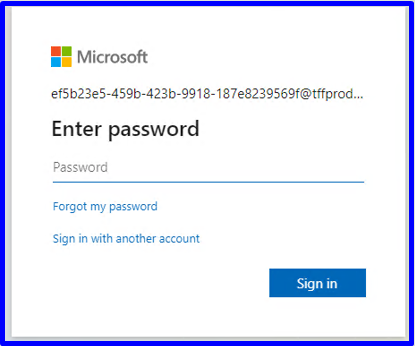 Microsoft
ef5b23e5-459b-423b-9918-187e8239569f@tffprod...
Enter password
Password
Forgot my password
Sign in with another account
Sign in